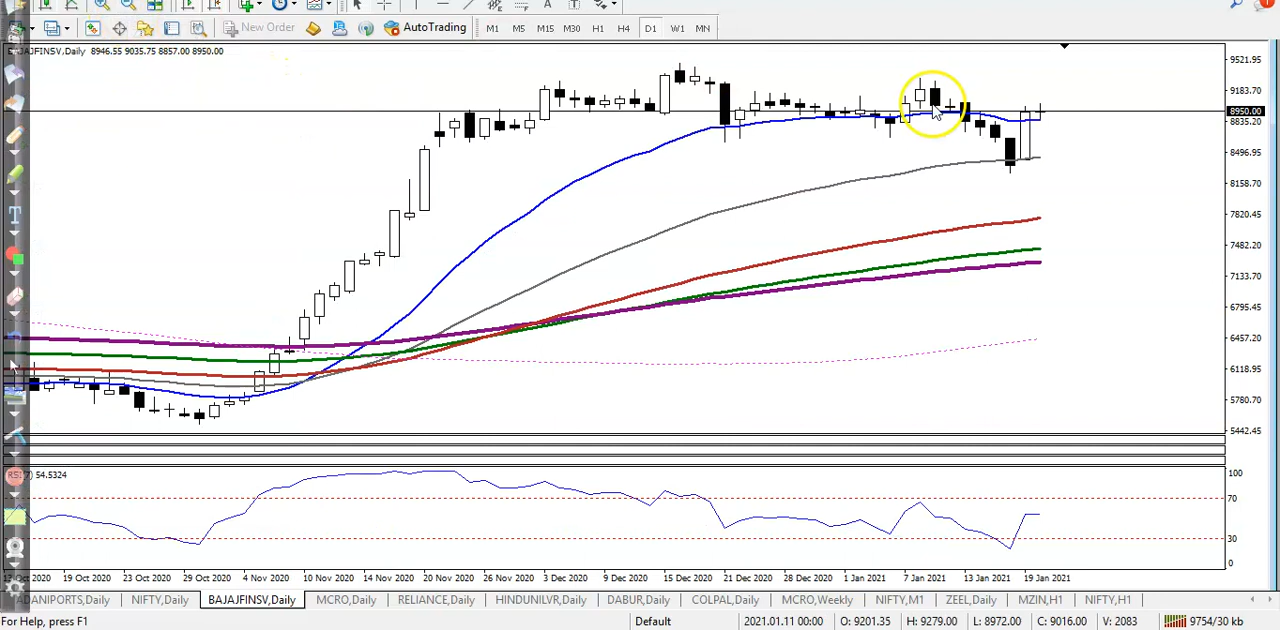 New Order
AutoTrading
M1 M5 M15 M30 H1 H4 D1 W1 MN
8946.55 9035.75 8857.00 8950.00
9521.95
9183.70
8950.00
8835.20
8496.95
8158.70
7820.45
7482.20
7133.70
6795.45
6457.20
6118.95
5780.70
5442.45
54.5324
100
70
30
0
12 Oct 2020 19 Oct 2020 23 Oct 2020 29 Oct 2020 4 Nov 2020 10 Nov 2020 14 Nov 2020 20 Nov 2020 26 Nov 2020 3 Dec 2020 9 Dec 2020 15 Dec 2020 21 Dec 2020 28 Dec 2020 1 Jan 2021 7 Jan 2021 13 Jan 2021 19 Jan 2021
ADANIPORTS,Daily NIFTY,Daily BAJAJFINSV,Daily MCRO,Daily RELIANCE,Daily HINDUNILVR,Daily DABUR,Daily COLPAL,Daily MCRO,Weekly NIFTY,M1 ZEEL,Daily MZIN,H1 NIFTY,H1
For Help, press F1 Default 2021.01.11 00:00 O: 9201.35 H: 9279.00 L: 8972.00 C: 9016.00 V: 2083 9754/30 kb